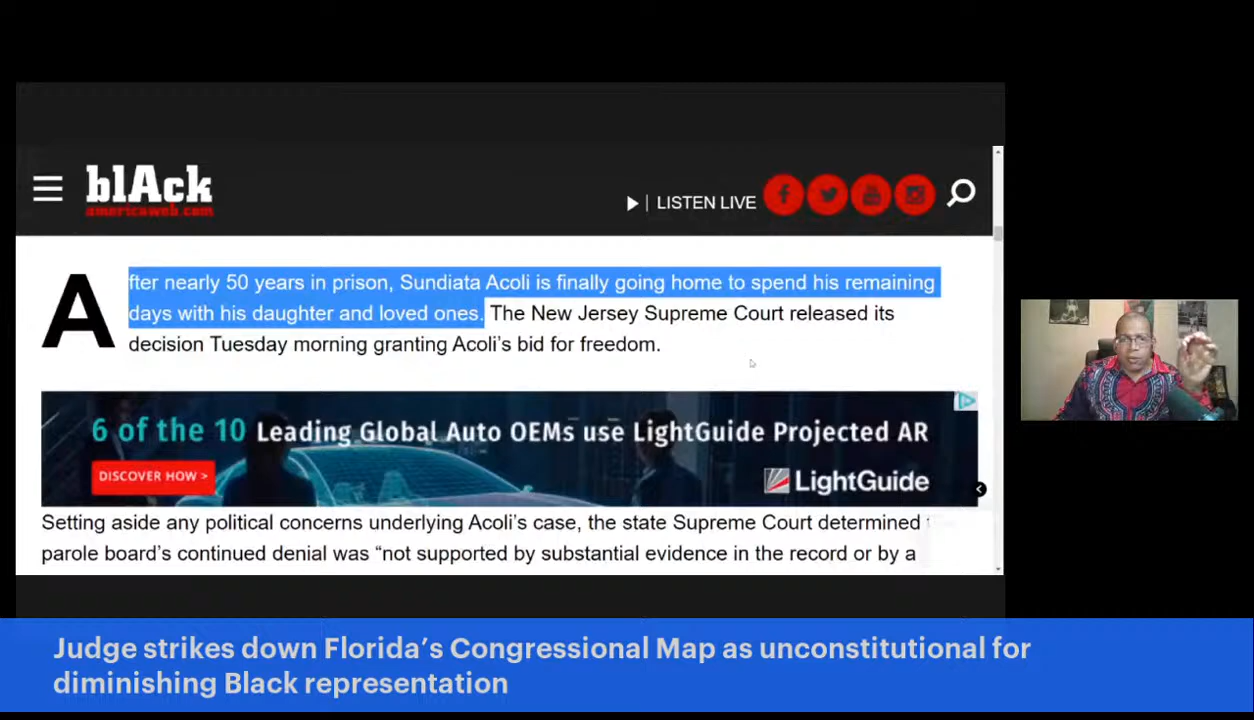 blAck
americaweb.com
LISTEN LIVE
After nearly 50 years in prison, Sundiata Acoli is finally going home to spend his remaining
days with his daughter and loved ones. The New Jersey Supreme Court released its
decision Tuesday morning granting Acoli's bid for freedom.
6 of the 10 Leading Global Auto OEMs use LightGuide Projected AR
DISCOVER NOW >
LightGuide
Setting aside any political concerns underlying Acoli's case, the state Supreme Court determined
parole board's continued denial was “not supported by substantial evidence in the record or by a
Judge strikes down Florida's Congressional Map as unconstitutional for
diminishing Black representation